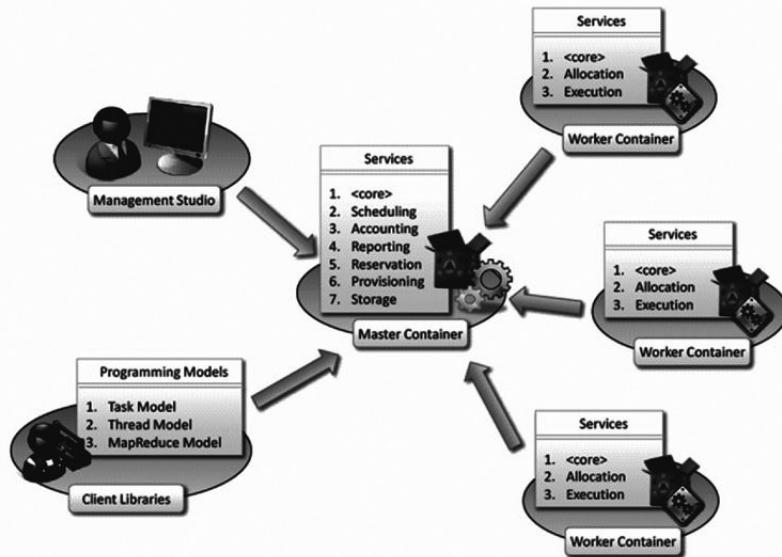 Services
1. <core>
2. Allocation
3. Execution
Worker Container
Management Studio
Services
1. <core>
2. Scheduling
3. Accounting
4. Reporting
5. Reservation
6. Provisioning
7. Storage
Master Container
Services
1. <core>
2. Allocation
3. Execution
Worker Container
Programming Models
1. Task Model
2. Thread Model
3. MapReduce Model
Client Libraries
Services
1. <core>
2. Allocation
3. Execution
Worker Container